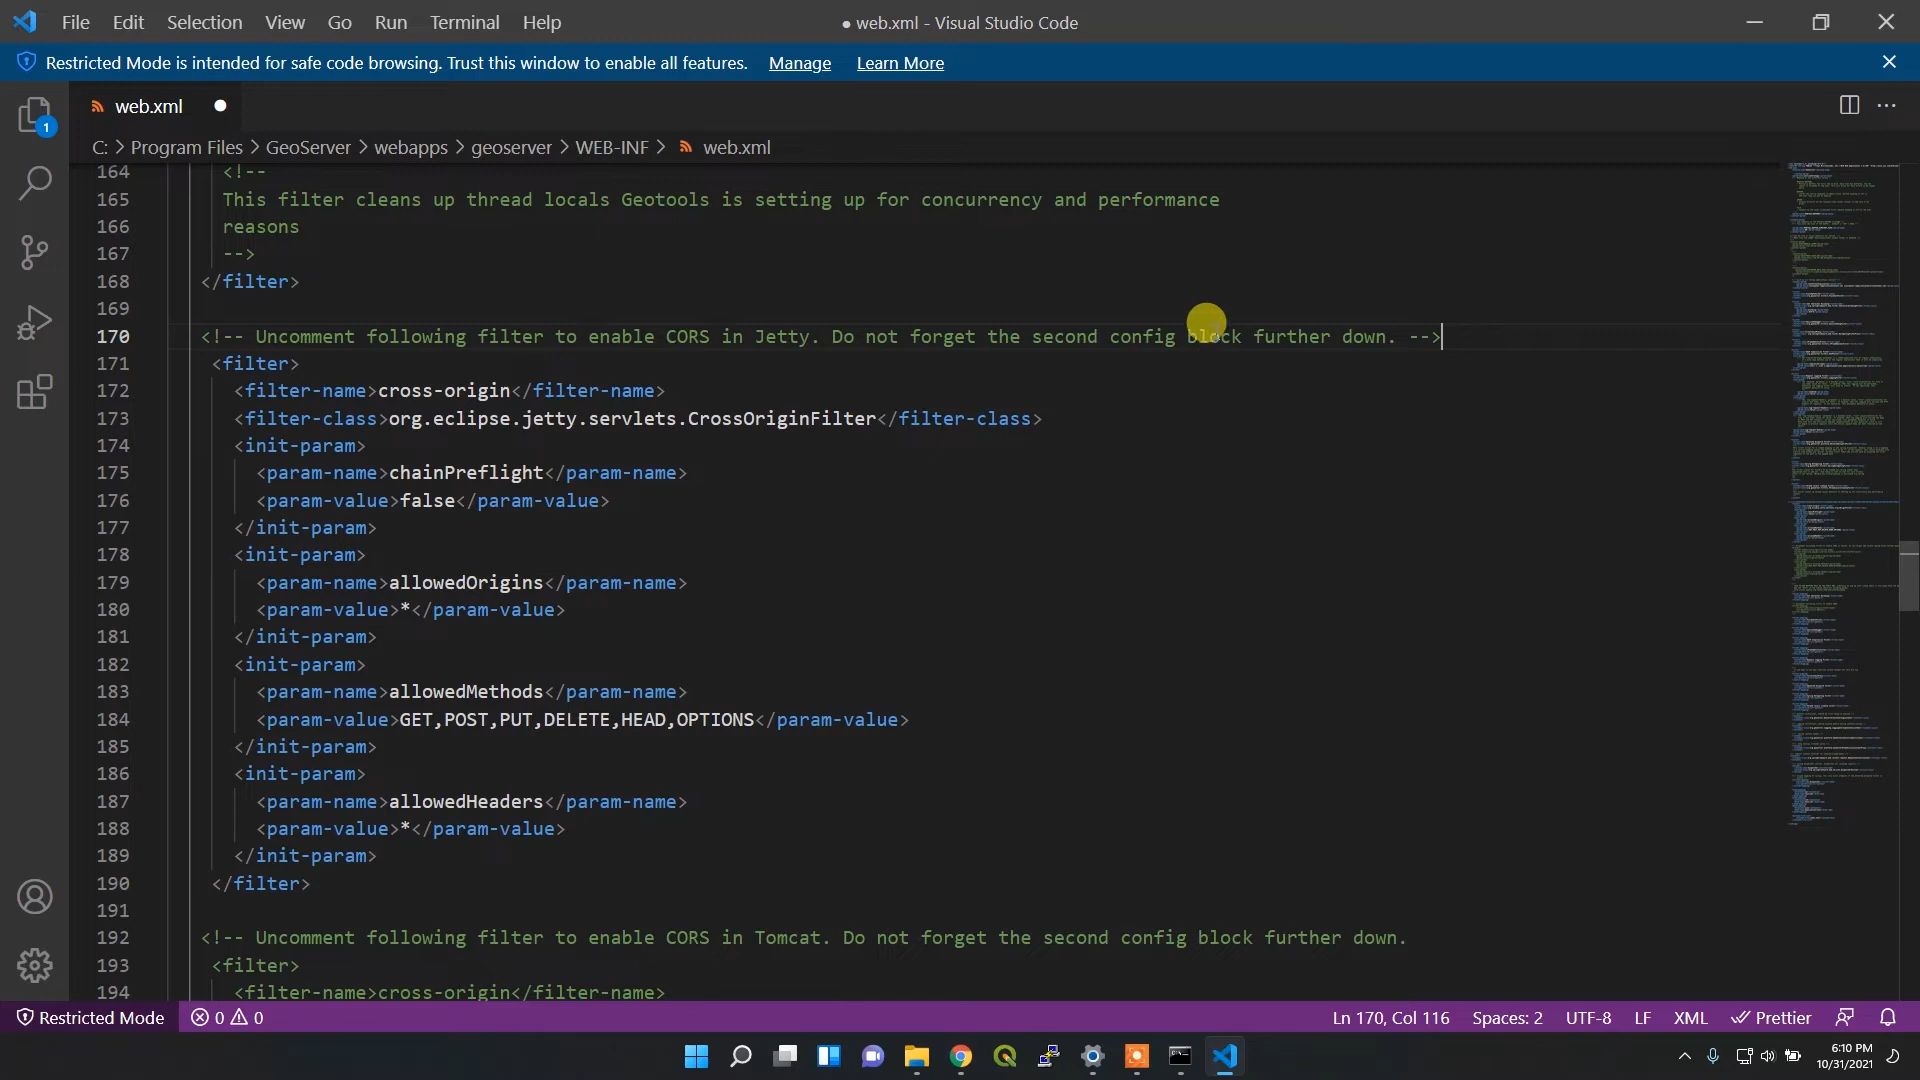 File Edit Selection View Go Run Terminal Help
● web.xml - Visual Studio Code
Restricted Mode is intended for safe code browsing. Trust this window to enable all features. Manage Learn More
web.xml
1
C: > Program Files > GeoServer > webapps > geoserver > WEB-INF > web.xml
164 <!--
165 This filter cleans up thread locals Geotools is setting up for concurrency and performance
166 reasons
167 -->
168 </filter>
169
170 <!-- Uncomment following filter to enable CORS in Jetty. Do not forget the second config block further down. -->
171 <filter>
172 <filter-name>cross-origin</filter-name>
173 <filter-class>org.eclipse.jetty.servlets.CrossOriginFilter</filter-class>
174 <init-param>
175 <param-name>chainPreflight</param-name>
176 <param-value>false</param-value>
177 </init-param>
178 <init-param>
179 <param-name>allowedOrigins</param-name>
180 <param-value>*</param-value>
181 </init-param>
182 <init-param>
183 <param-name>allowedMethods</param-name>
184 <param-value>GET,POST,PUT,DELETE,HEAD,OPTIONS</param-value>
185 </init-param>
186 <init-param>
187 <param-name>allowedHeaders</param-name>
188 <param-value>*</param-value>
189 </init-param>
190 </filter>
191
192 <!-- Uncomment following filter to enable CORS in Tomcat. Do not forget the second config block further down.
193 <filter>
194 <filter-name>cross-origin</filter-name>
Restricted Mode 0 0 Ln 170, Col 116 Spaces: 2 UTF-8 LF XML Prettier
6:10 PM
10/31/2021